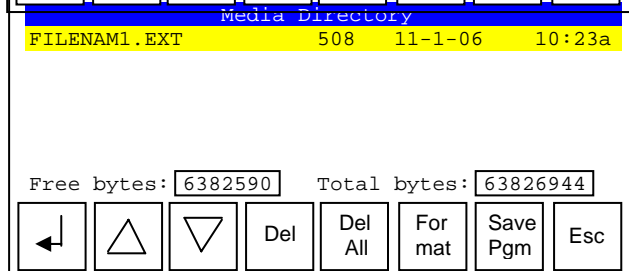 Media Directory
FILENAM1.EXT 508 11-1-06 10:23a
Free bytes: 6382590 Total bytes: 63826944
Del Del All For mat Save Pgm Esc